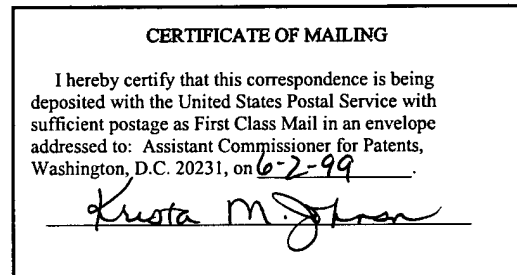 CERTIFICATE OF MAILING
I hereby certify that this correspondence is being
deposited with the United States Postal Service with
sufficient postage as First Class Mail in an envelope
addressed to: Assistant Commissioner for Patents,
Washington, D.C. 20231, on 6-2-99.
Krista M. Johnson